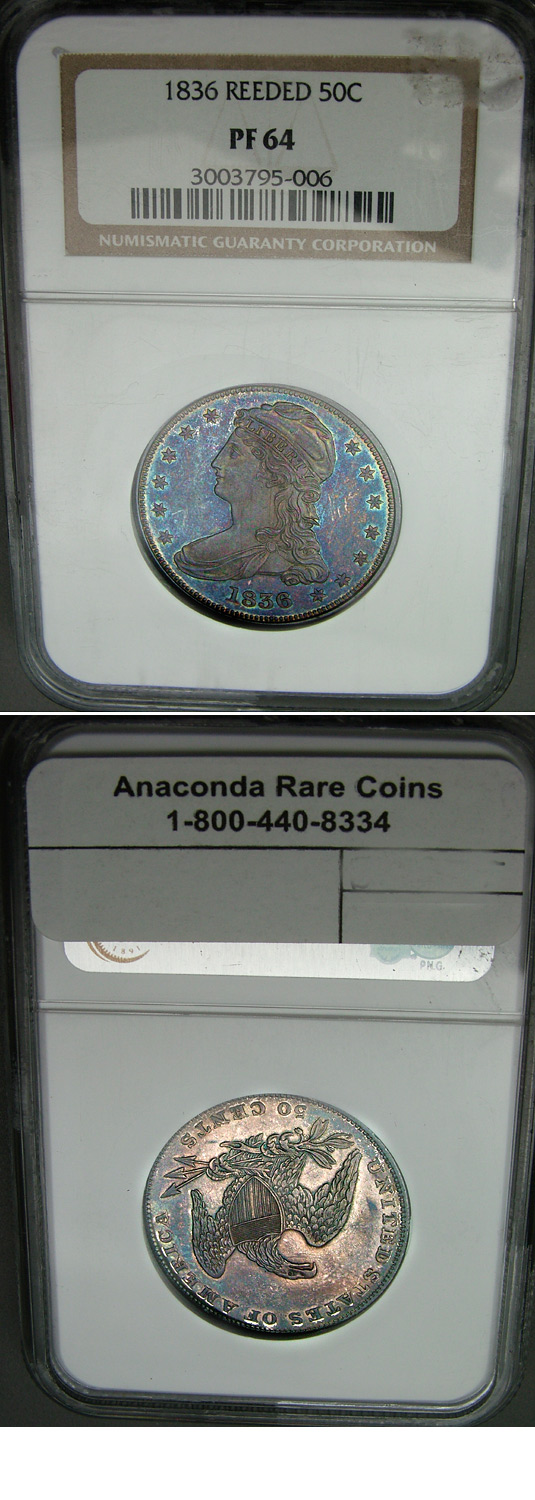 1836 REEDED 50C
PF 64
3003795-006
NUMISMATIC GUARANTY CORPORATION
LIBERTY
1836
Anaconda Rare Coins
1-800-440-8334
P.N.G.
50 CENTS
UNITED STATES OF AMERICA